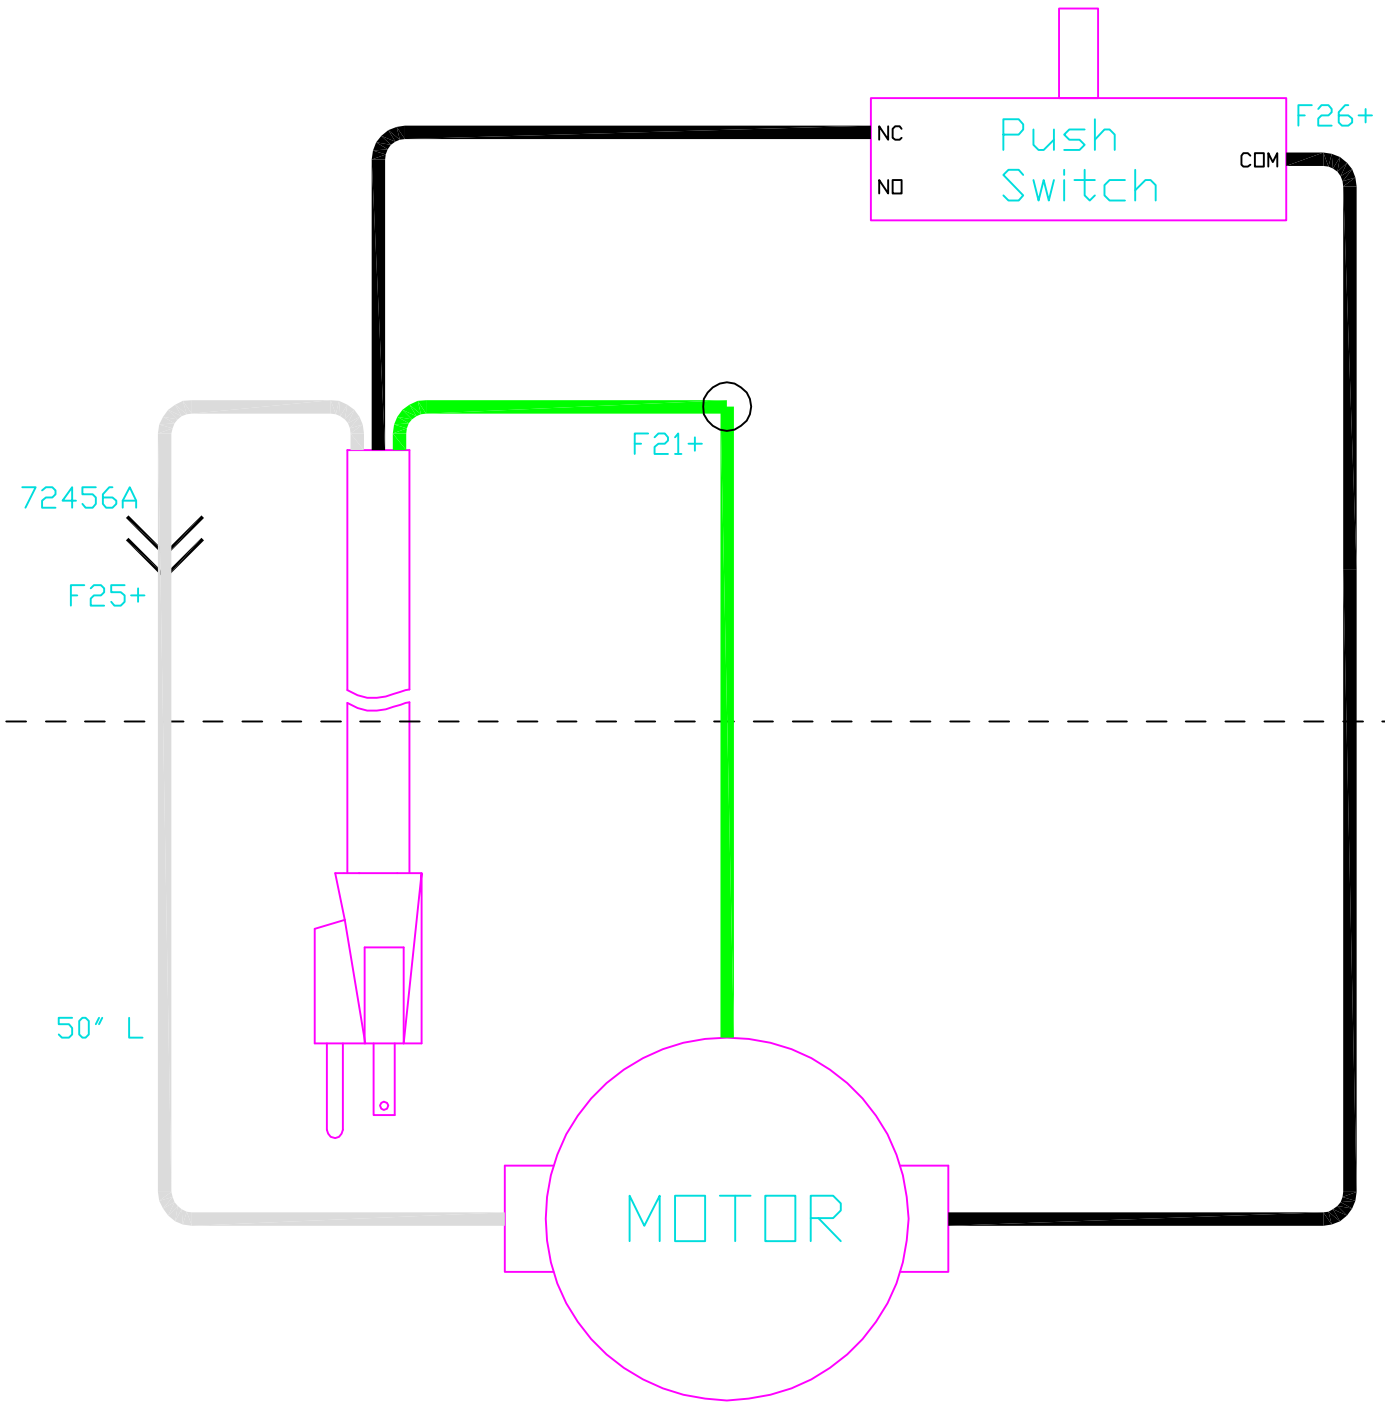 F26+
NC
Push
COM
NO
Switch
F21+
72456A
F25+
50" L
MOTOR